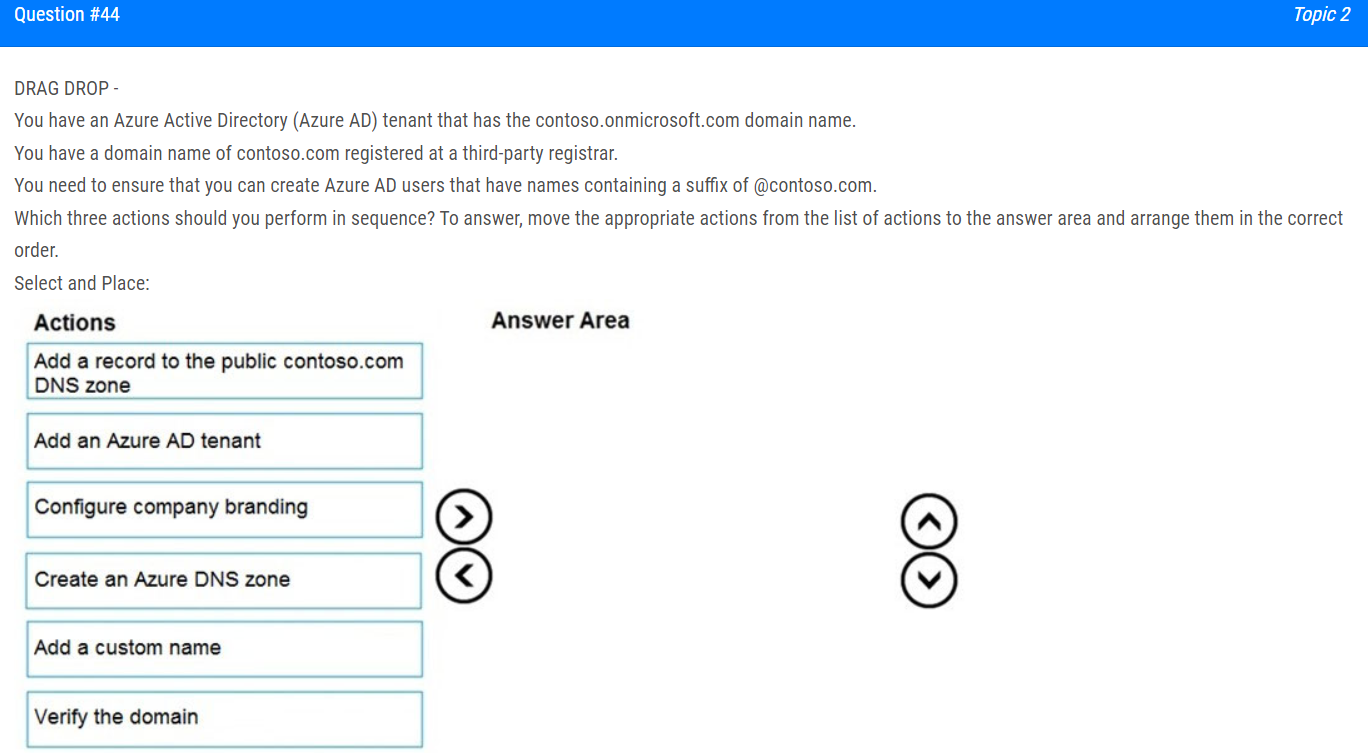 Question #44
Topic 2
DRAG DROP -
You have an Azure Active Directory (Azure AD) tenant that has the contoso.onmicrosoft.com domain name.
You have a domain name of contoso.com registered at a third-party registrar.
You need to ensure that you can create Azure AD users that have names containing a suffix of @contoso.com.
Which three actions should you perform in sequence? To answer, move the appropriate actions from the list of actions to the answer area and arrange them in the correct
order.
Select and Place:
Actions
Answer Area
Add a record to the public contoso.com
DNS zone
Add an Azure AD tenant
Configure company branding
Create an Azure DNS zone
Add a custom name
Verify the domain